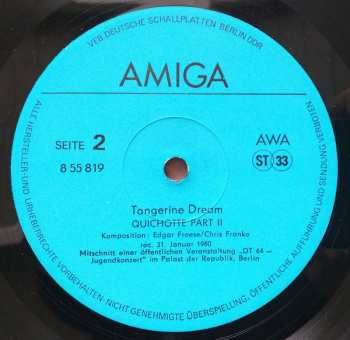 VEB DEUTSCHE SCHALLPLATTEN BERLIN DDR
AMIGA
SEITE 2
8 55 819
AWA
ST 33
Tangerine Dream
QUICHOTTE PART II
Komposition: Edgar Froese/Chris Franke
rec. 31. Januar 1980
Mitschnitt einer öffentlichen Veranstaltung „DT 64 —
Jugendkonzert" im Palast der Republik, Berlin
ALLE HERSTELLER- UND URHEBERRECHTE VORBEHALTEN · NICHT GENEHMIGTE ÜBERSPIELUNG, ÖFFENTLICHE AUFFÜHRUNG UND SENDUNG VERBOTEN